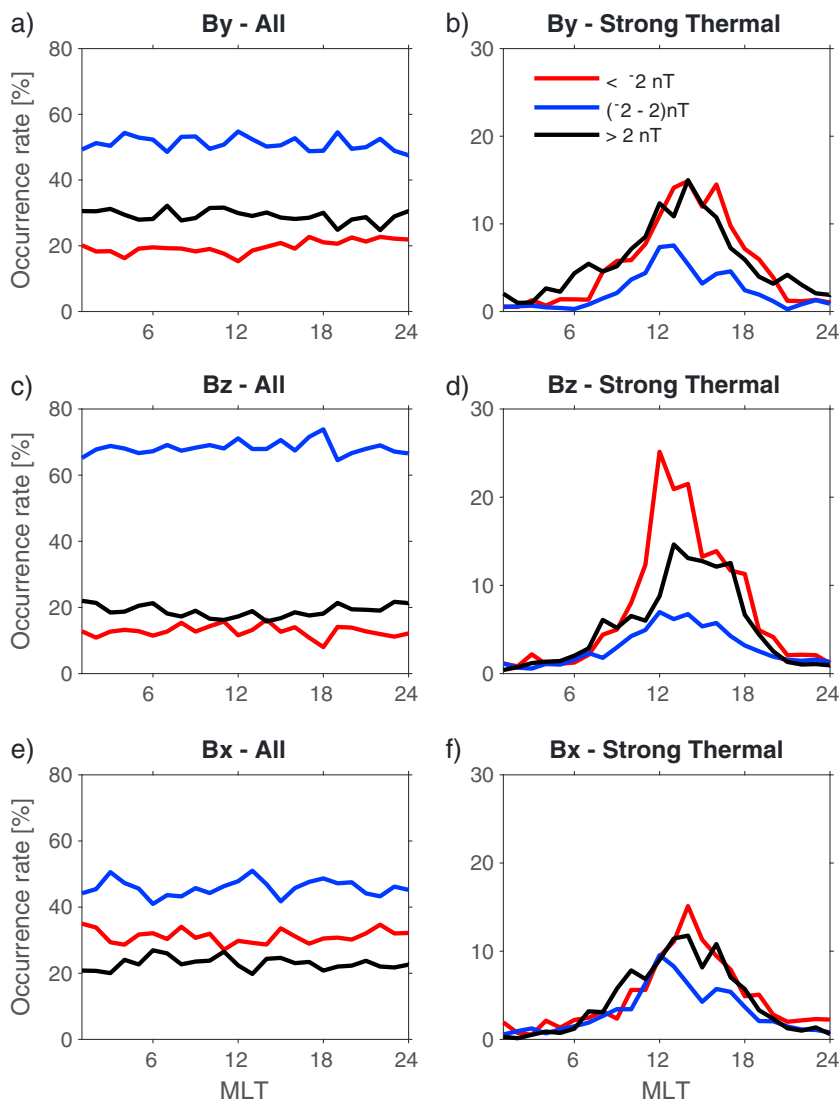 a) By - All
80
60
40
20
0
6 12 18 24
Occurrence rate [%]
b) By - Strong Thermal
30
20
10
0
6 12 18 24
< ⁻2 nT
(⁻2 - 2)nT
> 2 nT
c) Bz - All
80
60
40
20
0
6 12 18 24
Occurrence rate [%]
d) Bz - Strong Thermal
30
20
10
0
6 12 18 24
e) Bx - All
80
60
40
20
0
6 12 18 24
Occurrence rate [%]
MLT
f) Bx - Strong Thermal
30
20
10
0
6 12 18 24
MLT